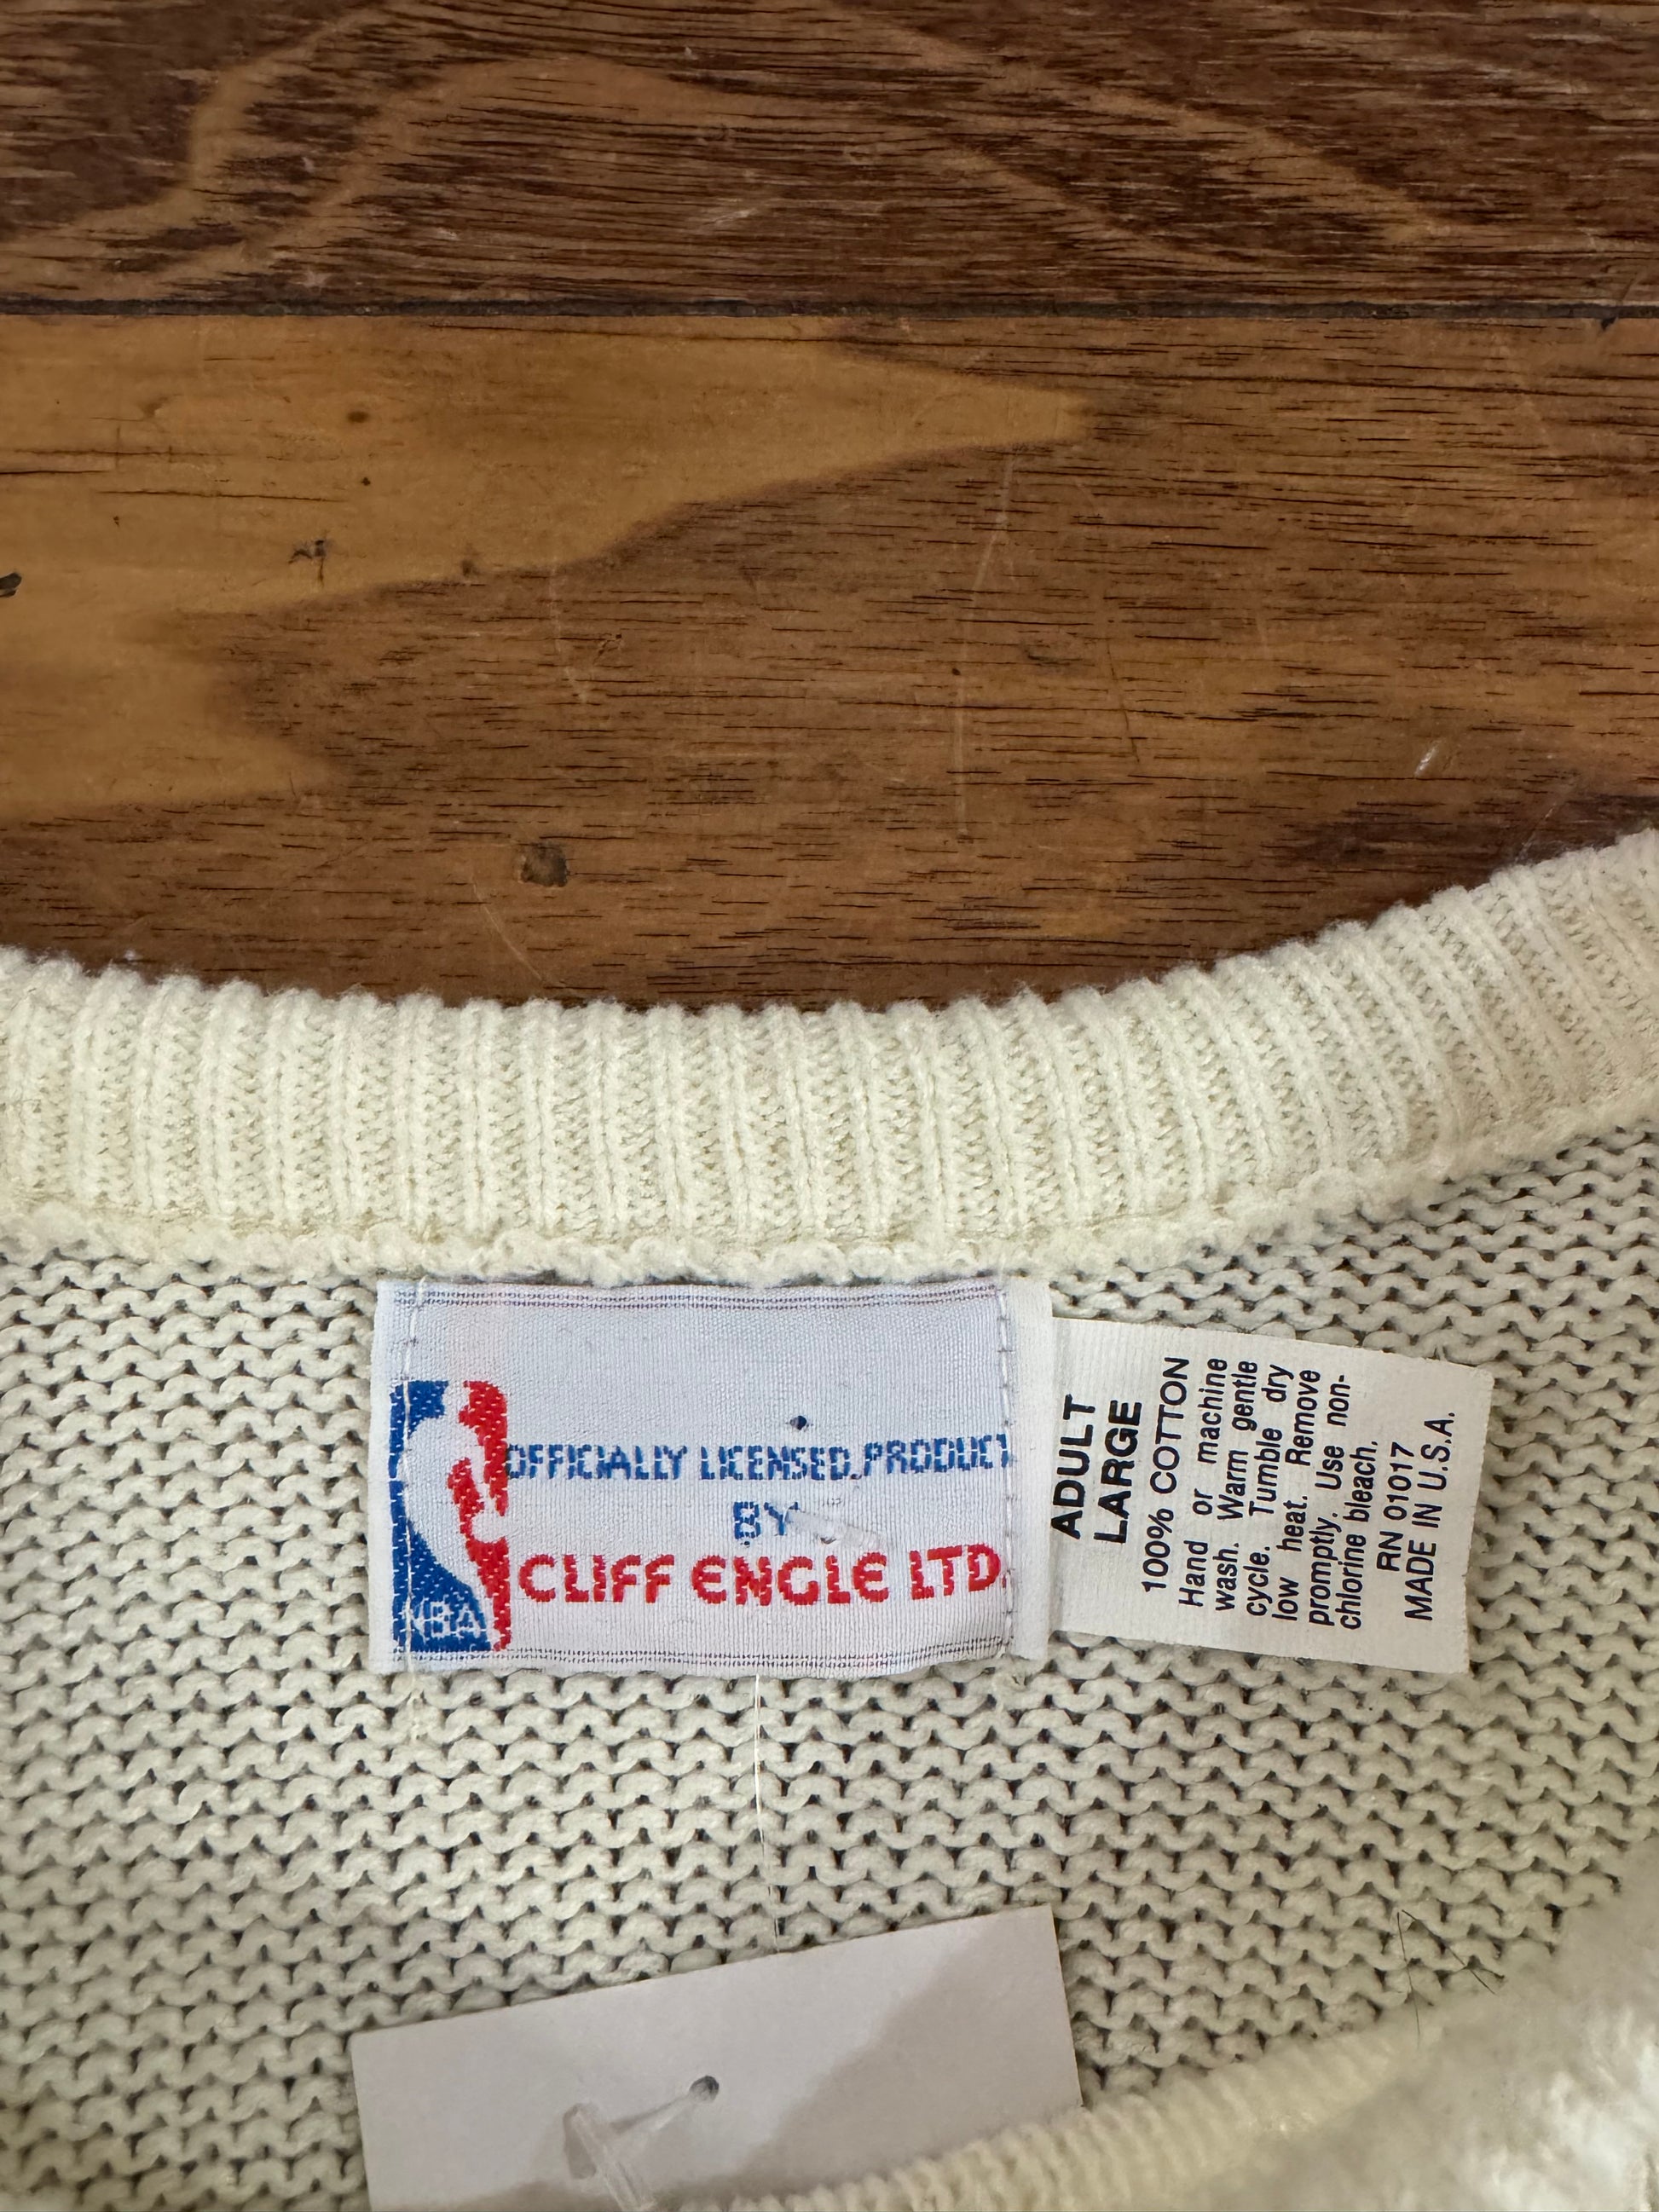 OFFICIALLY LICENSED PRODUCT
BY
CLIFF ENGLE LTD.
NBA
ADULT
LARGE
100% COTTON
Hand or machine
wash. Warm gentle
cycle. Tumble dry
low heat. Remove
promptly. Use non-
chlorine bleach.
RN 01017
MADE IN U.S.A.